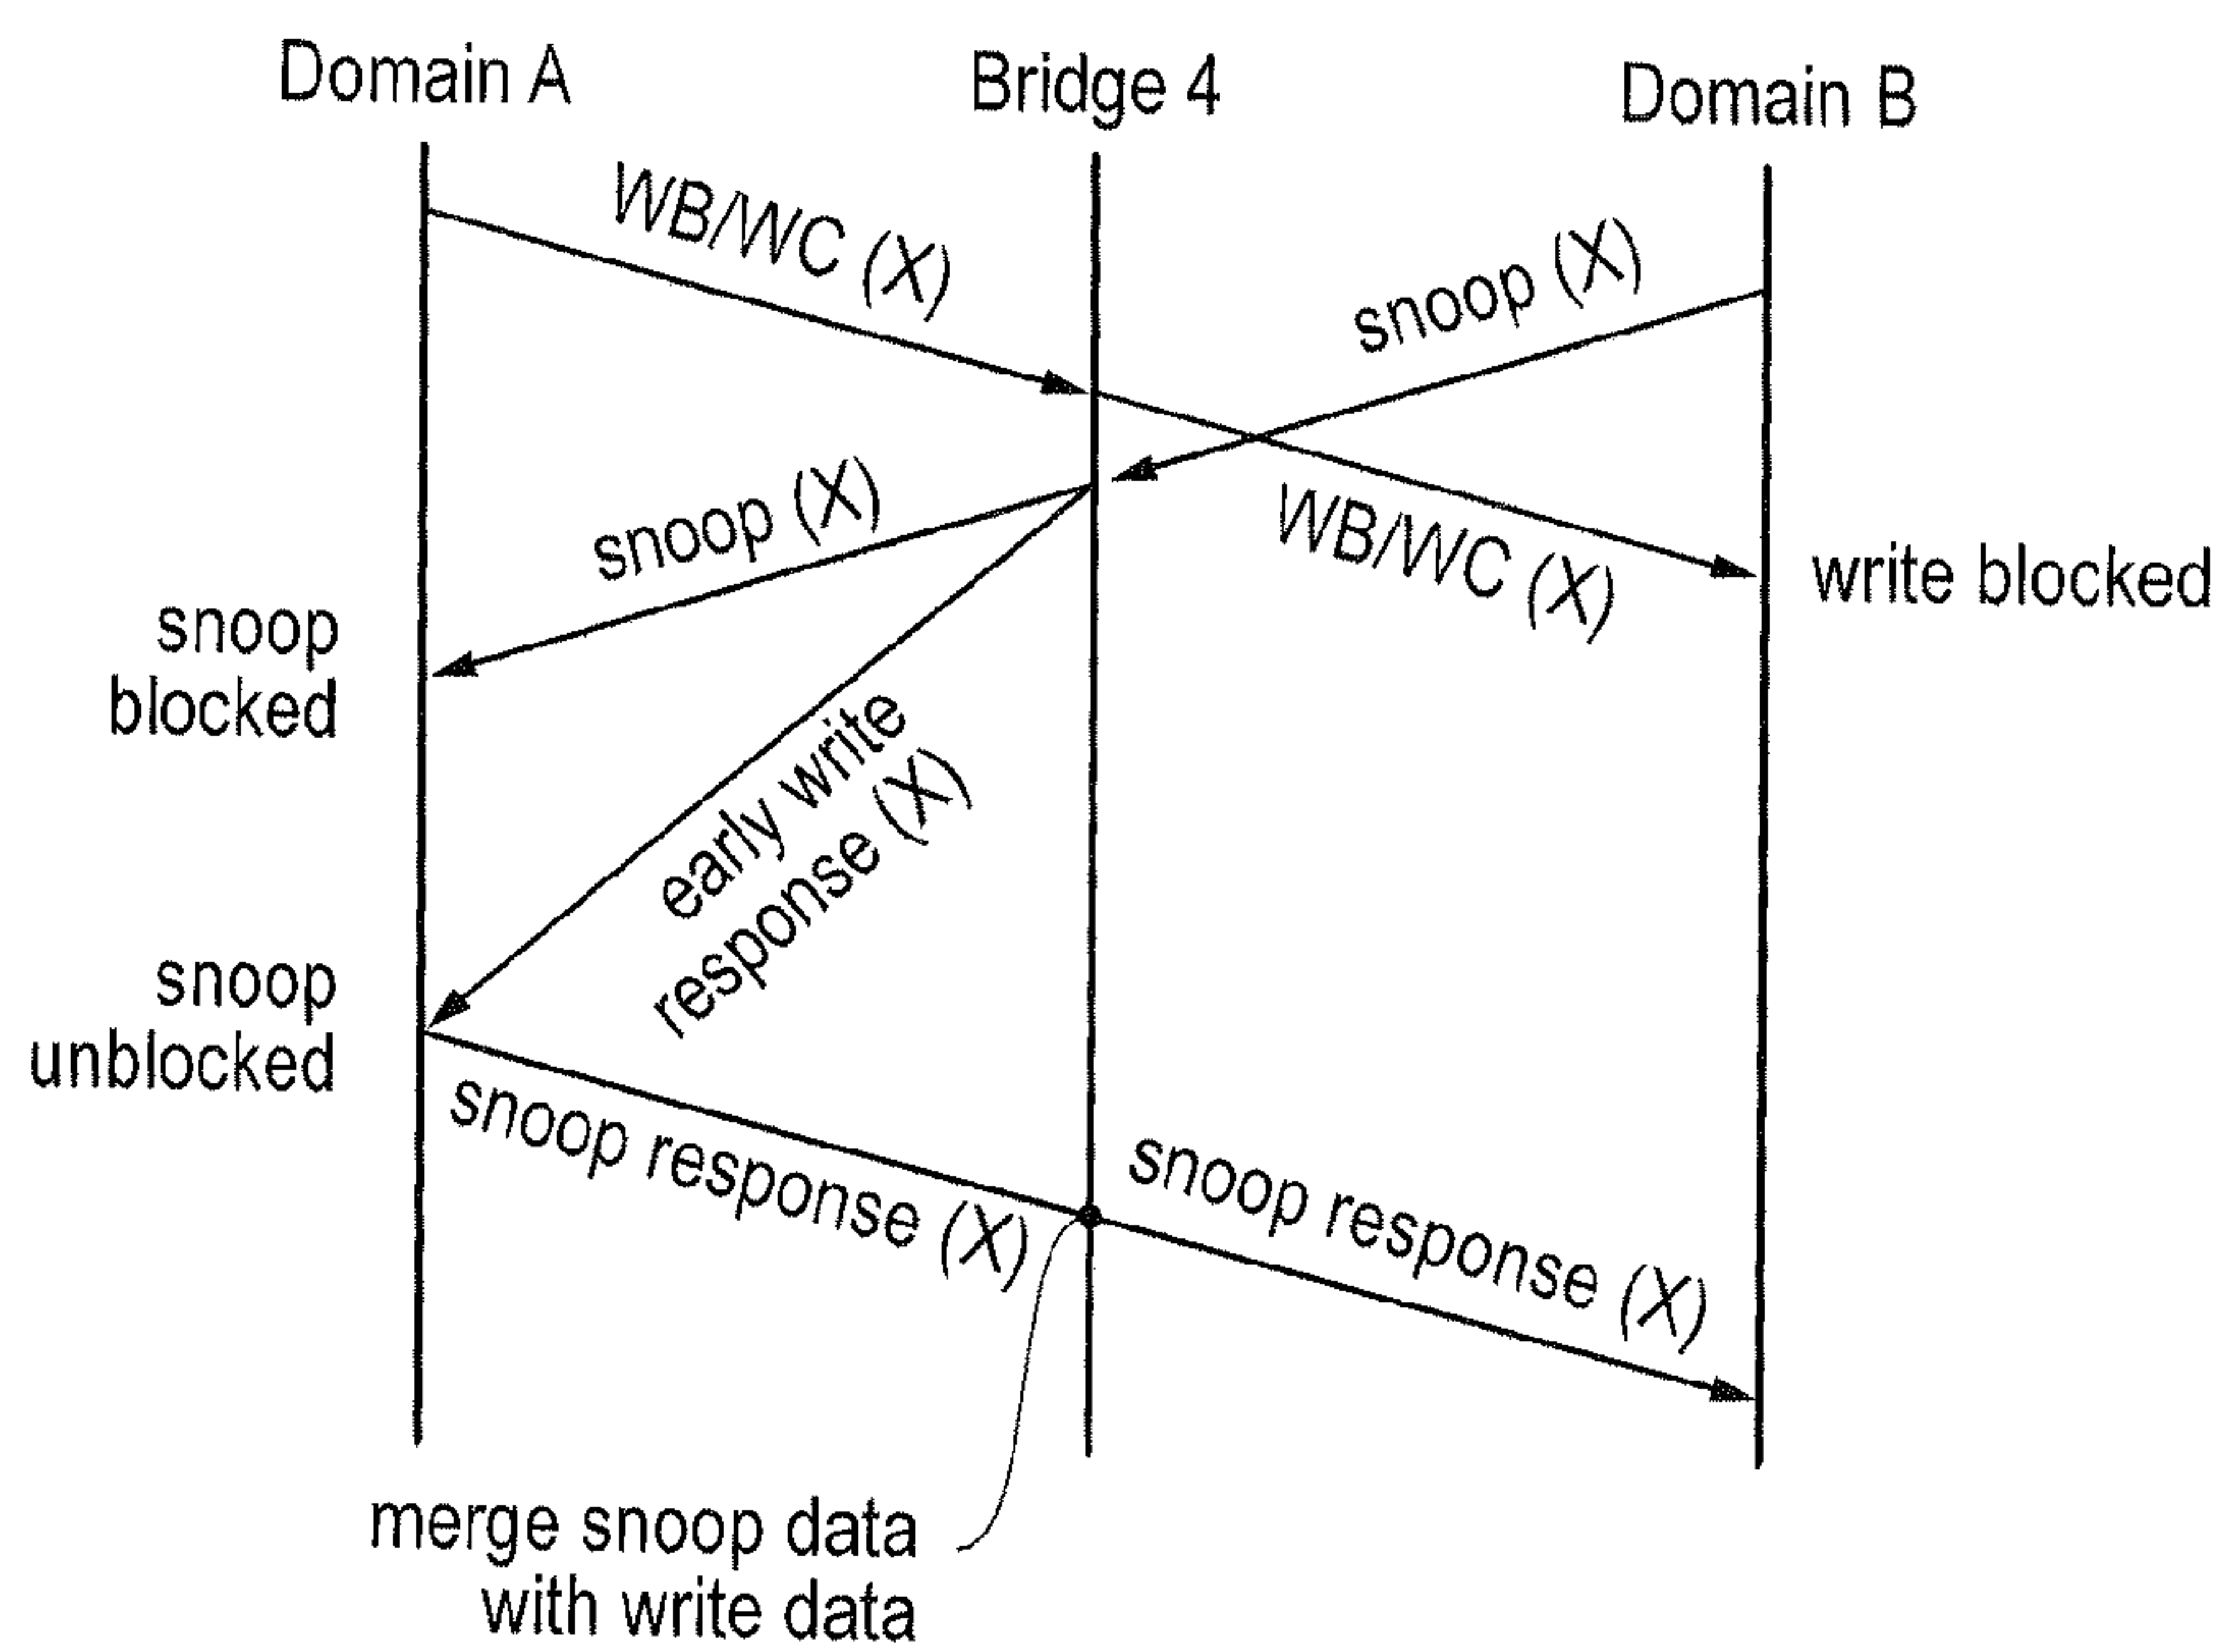 Domain A
Bridge 4
Domain B
WB/WC (X)
snoop (X)
snoop (X)
WB/WC (X)
write blocked
snoop
blocked
early write
response (X)
snoop
unblocked
snoop response (X)
snoop response (X)
merge snoop data
with write data